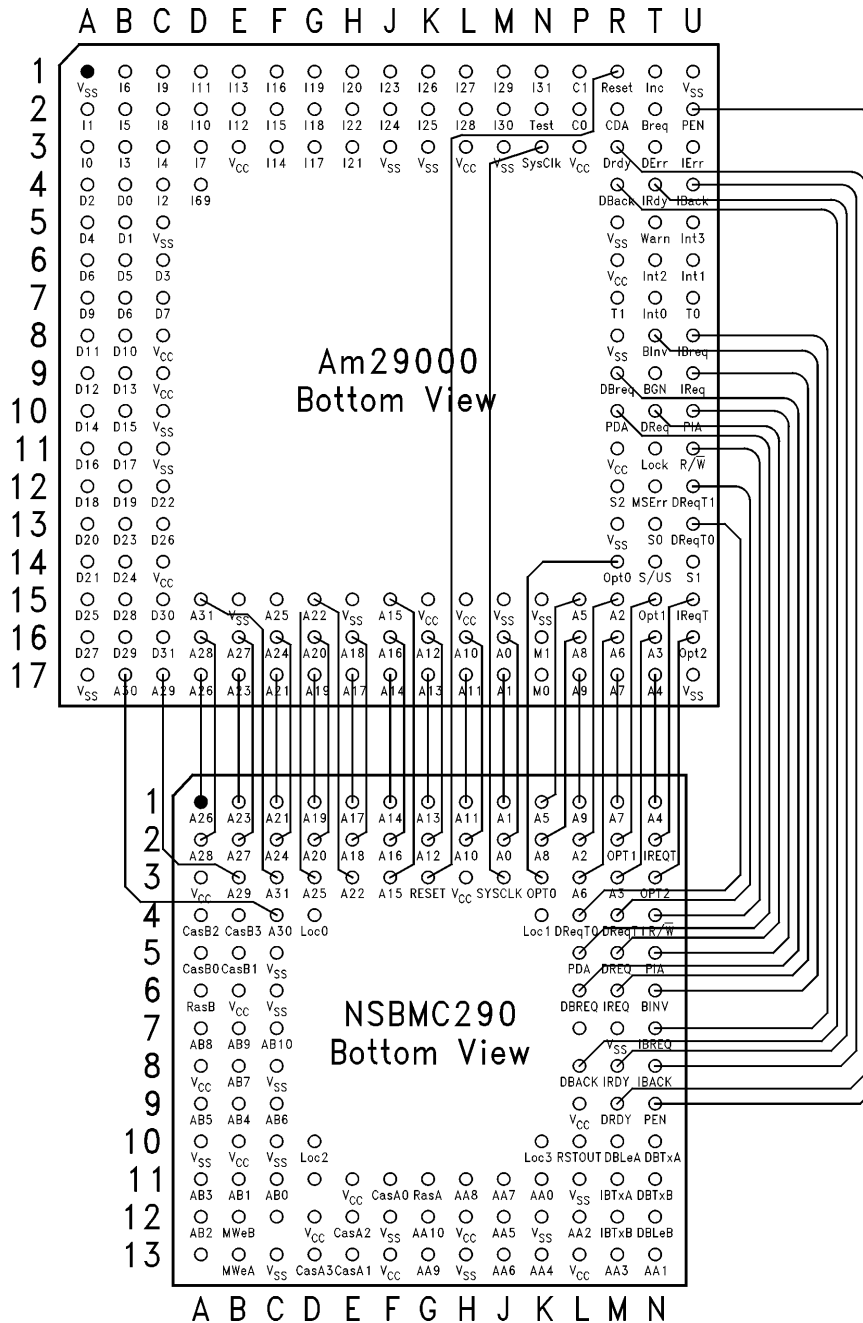 A B C D E F G H J K L M N P R T U
1
VSS I6 I9 I11 I13 I16 I19 I20 I23 I26 I27 I29 I31 C1 Reset Inc VSS
2
I1 I5 I8 I10 I12 I15 I18 I22 I24 I25 I28 I30 Test C0 CDA Breq PEN
3
I0 I3 I4 I7 VCC I14 I17 I21 VSS VSS VCC VSS SysClk VCC Drdy DErr IErr
4
D2 D0 I2 I69 DBack IRdy IBack
5
D4 D1 VSS VSS Warn Int3
6
D6 D5 D3 VCC Int2 Int1
7
D9 D6 D7 T1 Int0 T0
8
D11 D10 VCC VSS BInv IBreq
Am29000
Bottom View
9
D12 D13 VCC DBreq BGN IReq
10
D14 D15 VSS PDA DReq PIA
11
D16 D17 VSS VCC Lock R/W̅
12
D18 D19 D22 S2 MSErr DReqT1
13
D20 D23 D26 VSS S0 DReqT0
14
D21 D24 VCC Opt0 S/US S1
15
D25 D28 D30 A31 VSS A25 A22 VSS A15 VCC VCC VSS VSS A5 A2 Opt1 IReqT
16
D27 D29 D31 A28 A27 A24 A20 A18 A16 A12 A10 A0 M1 A8 A6 A3 Opt2
17
VSS A30 A29 A26 A23 A21 A19 A17 A14 A13 A11 A1 M0 A9 A7 A4 VSS
1
A26 A23 A21 A19 A17 A14 A13 A11 A1 A5 A9 A7 A4
2
A28 A27 A24 A20 A18 A16 A12 A10 A0 A8 A2 OPT1 IREQT
3
VCC A29 A31 A25 A22 A15 RESET VCC SYSCLK OPT0 A6 A3 OPT2
4
CasB2 CasB3 A30 Loc0 Loc1 DReqT0 DReqT1 R/W̅
5
CasB0 CasB1 VSS PDA DREQ PIA
6
RasB VCC VSS DBREQ IREQ BINV
NSBMC290
Bottom View
7
AB8 AB9 AB10 VSS IBREQ
8
VCC AB7 VSS DBACK IRDY IBACK
9
AB5 AB4 AB6 VCC DRDY PEN
10
VSS VCC VSS Loc2 Loc3 RSTOUT DBLeA DBTxA
11
AB3 AB1 AB0 VCC CasA0 RasA AA8 AA7 AA0 VSS IBTxA DBTxB
12
AB2 MWeB VCC CasA2 VSS AA10 VCC AA5 VSS AA2 IBTxB DBLeB
13
MWeA VSS CasA3 CasA1 VCC AA9 VSS AA6 AA4 VCC AA3 AA1
A B C D E F G H J K L M N